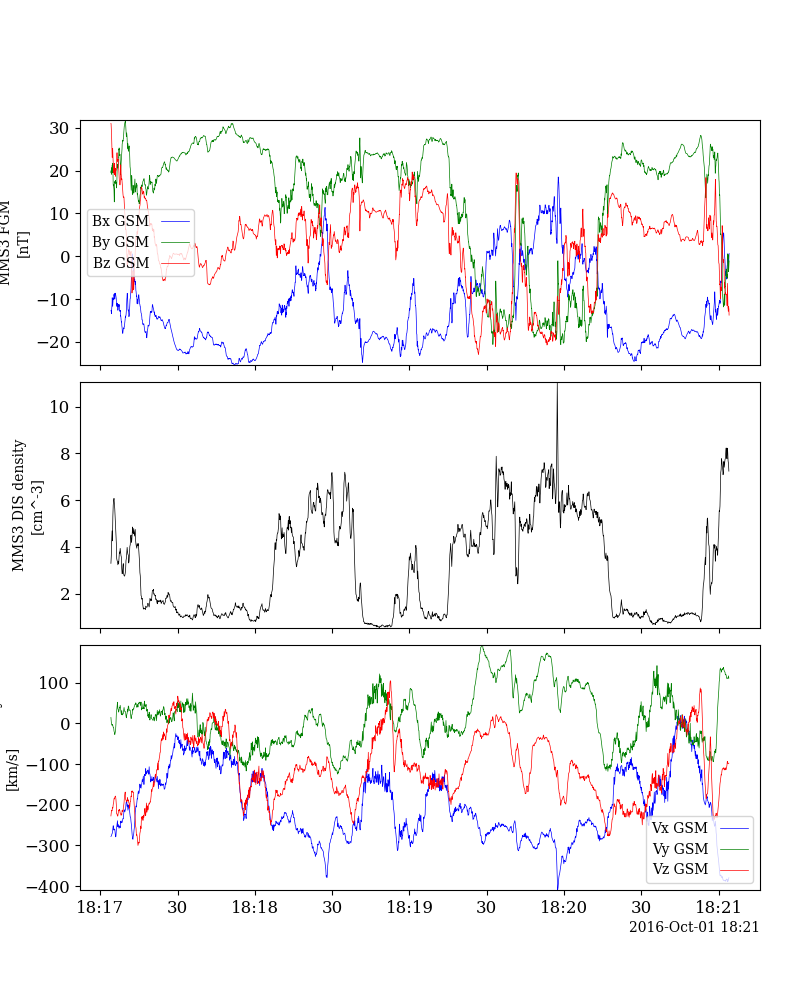 MMS3 FGM
[nT]
30
20
10
0
−10
−20
Bx GSM
By GSM
Bz GSM
MMS3 DIS density
[cm^-3]
10
8
6
4
2
[km/s]
100
0
−100
−200
−300
−400
Vx GSM
Vy GSM
Vz GSM
18:17
30
18:18
30
18:19
30
18:20
30
18:21
2016-Oct-01 18:21